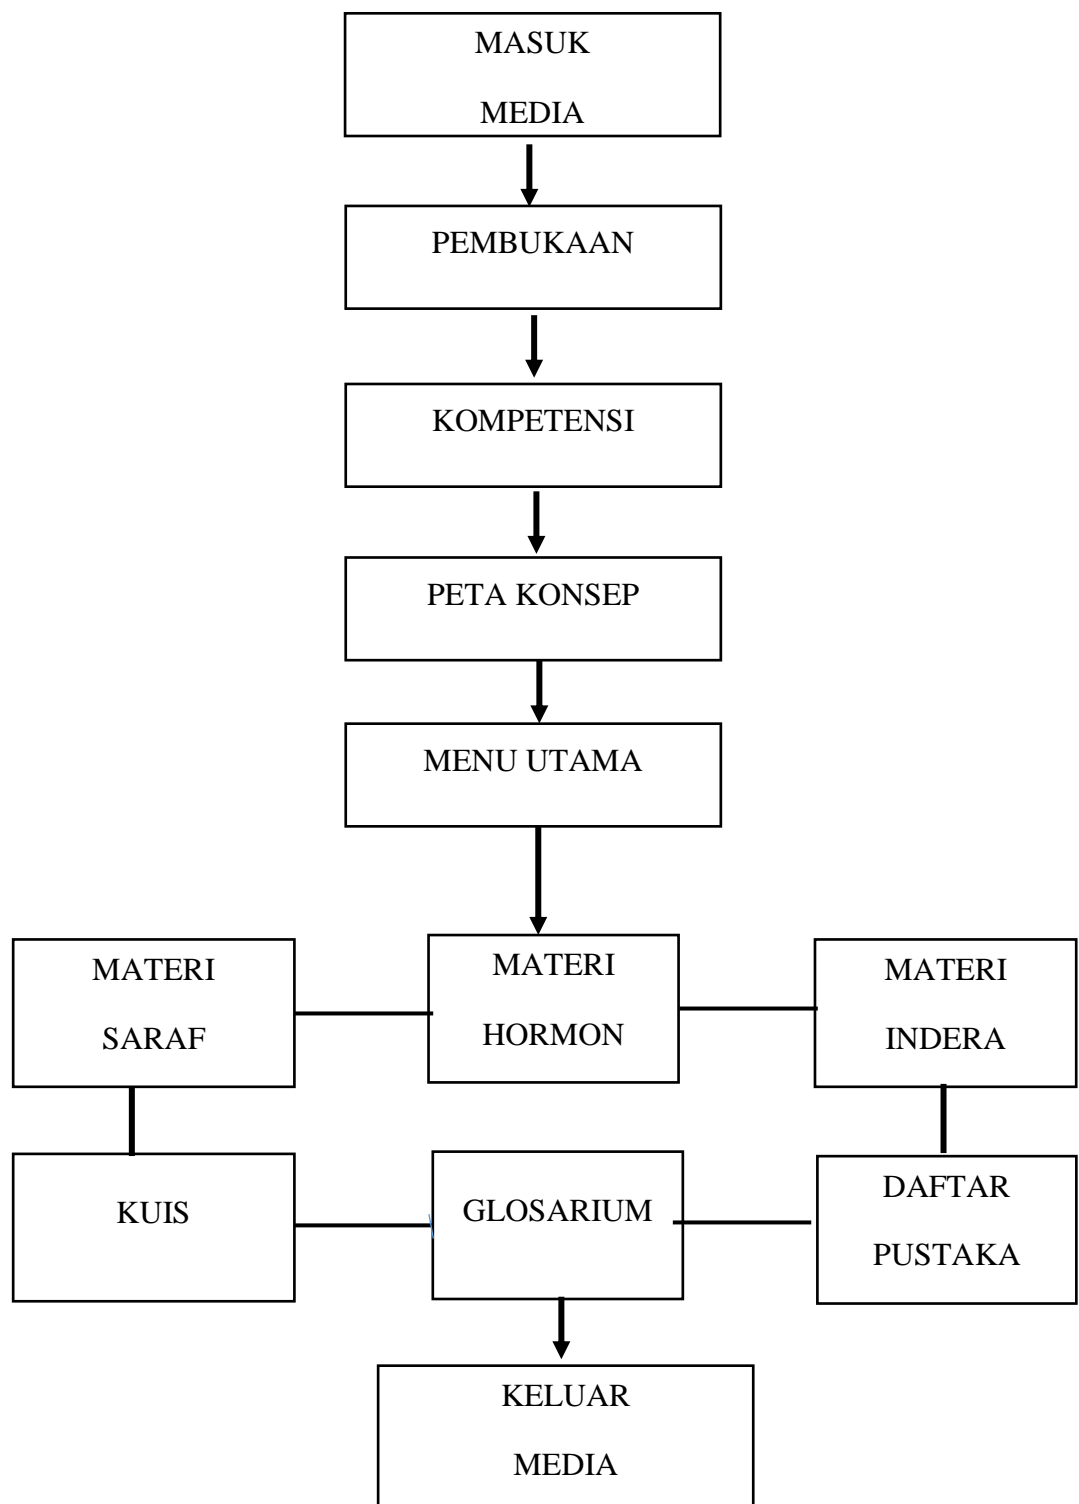 MASUK
MEDIA
PEMBUKAAN
KOMPETENSI
PETA KONSEP
MENU UTAMA
MATERI
SARAF
MATERI
HORMON
MATERI
INDERA
KUIS
GLOSARIUM
DAFTAR
PUSTAKA
KELUAR
MEDIA